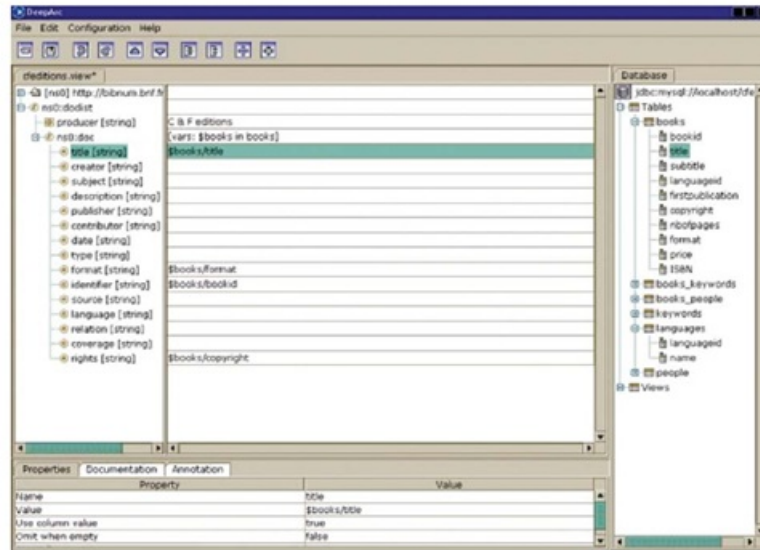 DeepArc
File Edit Configuration Help
cfeditions.view*
[ns0] http://bibnum.bnf.fr
ns0:doclist
producer [string]
C & F editions
ns0:doc
[vars: $books in books]
title [string]
$books/title
creator [string]
subject [string]
description [string]
publisher [string]
contributor [string]
date [string]
type [string]
format [string]
$books/format
identifier [string]
$books/bookid
source [string]
language [string]
relation [string]
coverage [string]
rights [string]
$books/copyright
Database
jdbc:mysql://localhost/cfe
Tables
books
bookid
title
subtitle
languageid
firstpublication
copyright
nbofpages
format
price
ISBN
books_keywords
books_people
keywords
languages
languageid
name
people
Views
Properties Documentation Annotation
Property Value
Name title
Value $books/title
Use column value true
Omit when empty false